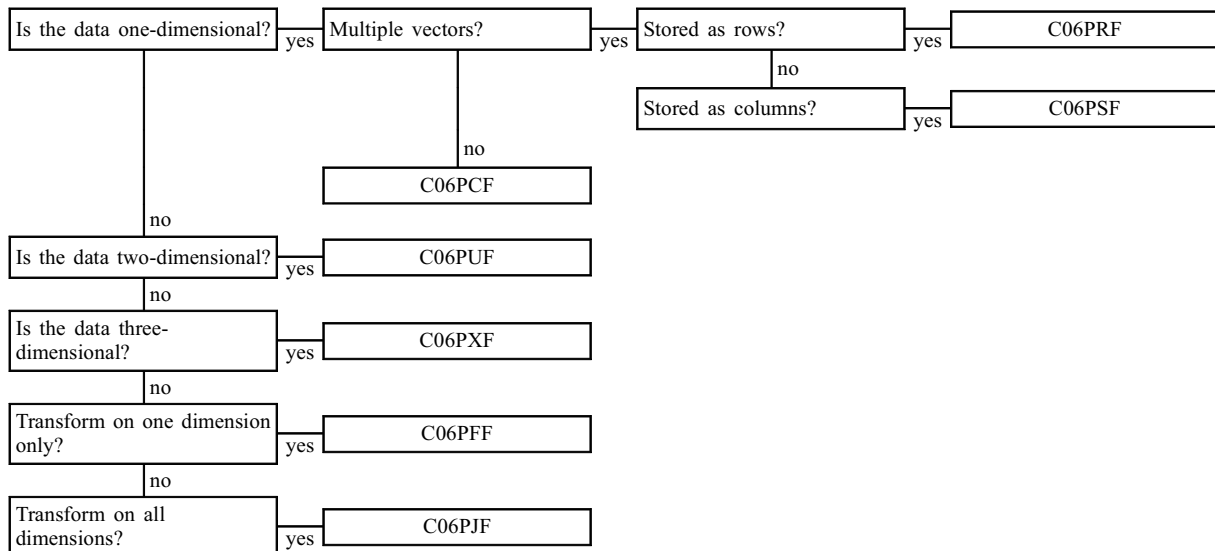 Is the data one-dimensional?
yes
Multiple vectors?
yes
Stored as rows?
yes
C06PRF
no
Stored as columns?
yes
C06PSF
no
C06PCF
no
Is the data two-dimensional?
yes
C06PUF
no
Is the data three-
dimensional?
yes
C06PXF
no
Transform on one dimension
only?
yes
C06PFF
no
Transform on all
dimensions?
yes
C06PJF